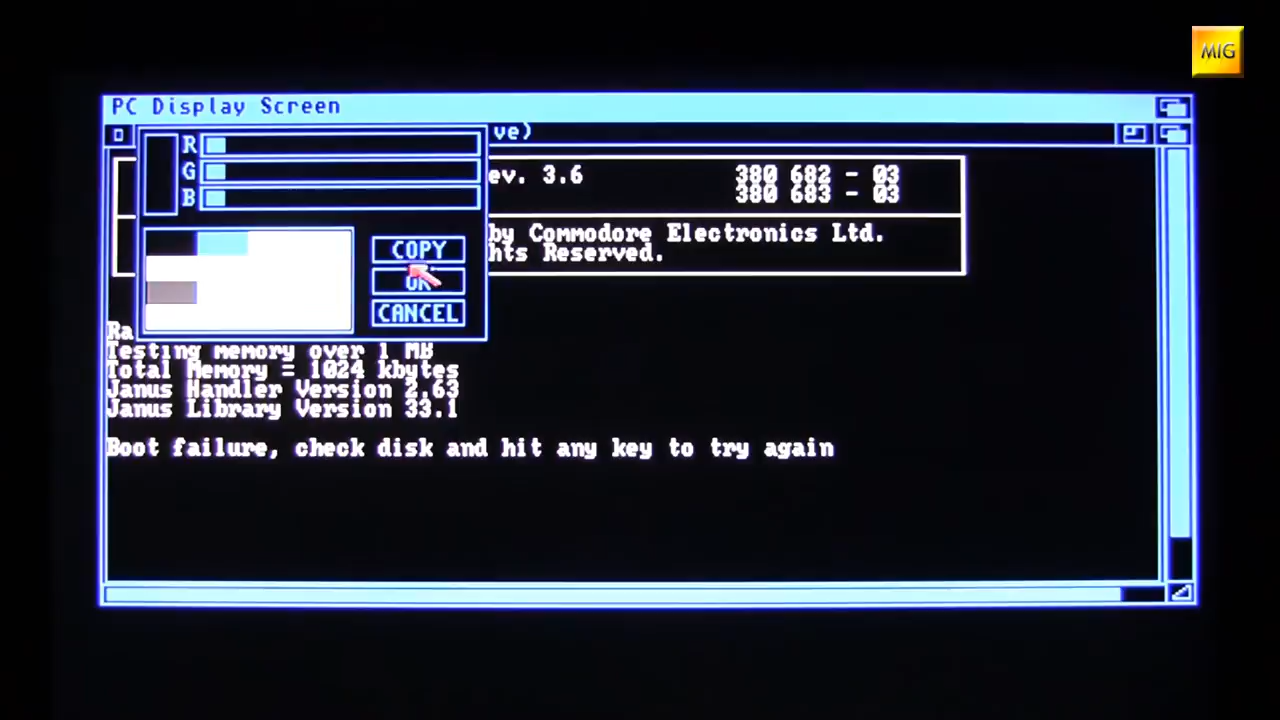 MIG
PC Display Screen
ve)
R
G
B
COPY
OK
CANCEL
ev. 3.6 380 682 - 03
380 683 - 03
by Commodore Electronics Ltd.
hts Reserved.
Ra
Testing memory over 1 MB
Total Memory = 1024 kbytes
Janus Handler Version 2.63
Janus Library Version 33.1
Boot failure, check disk and hit any key to try again